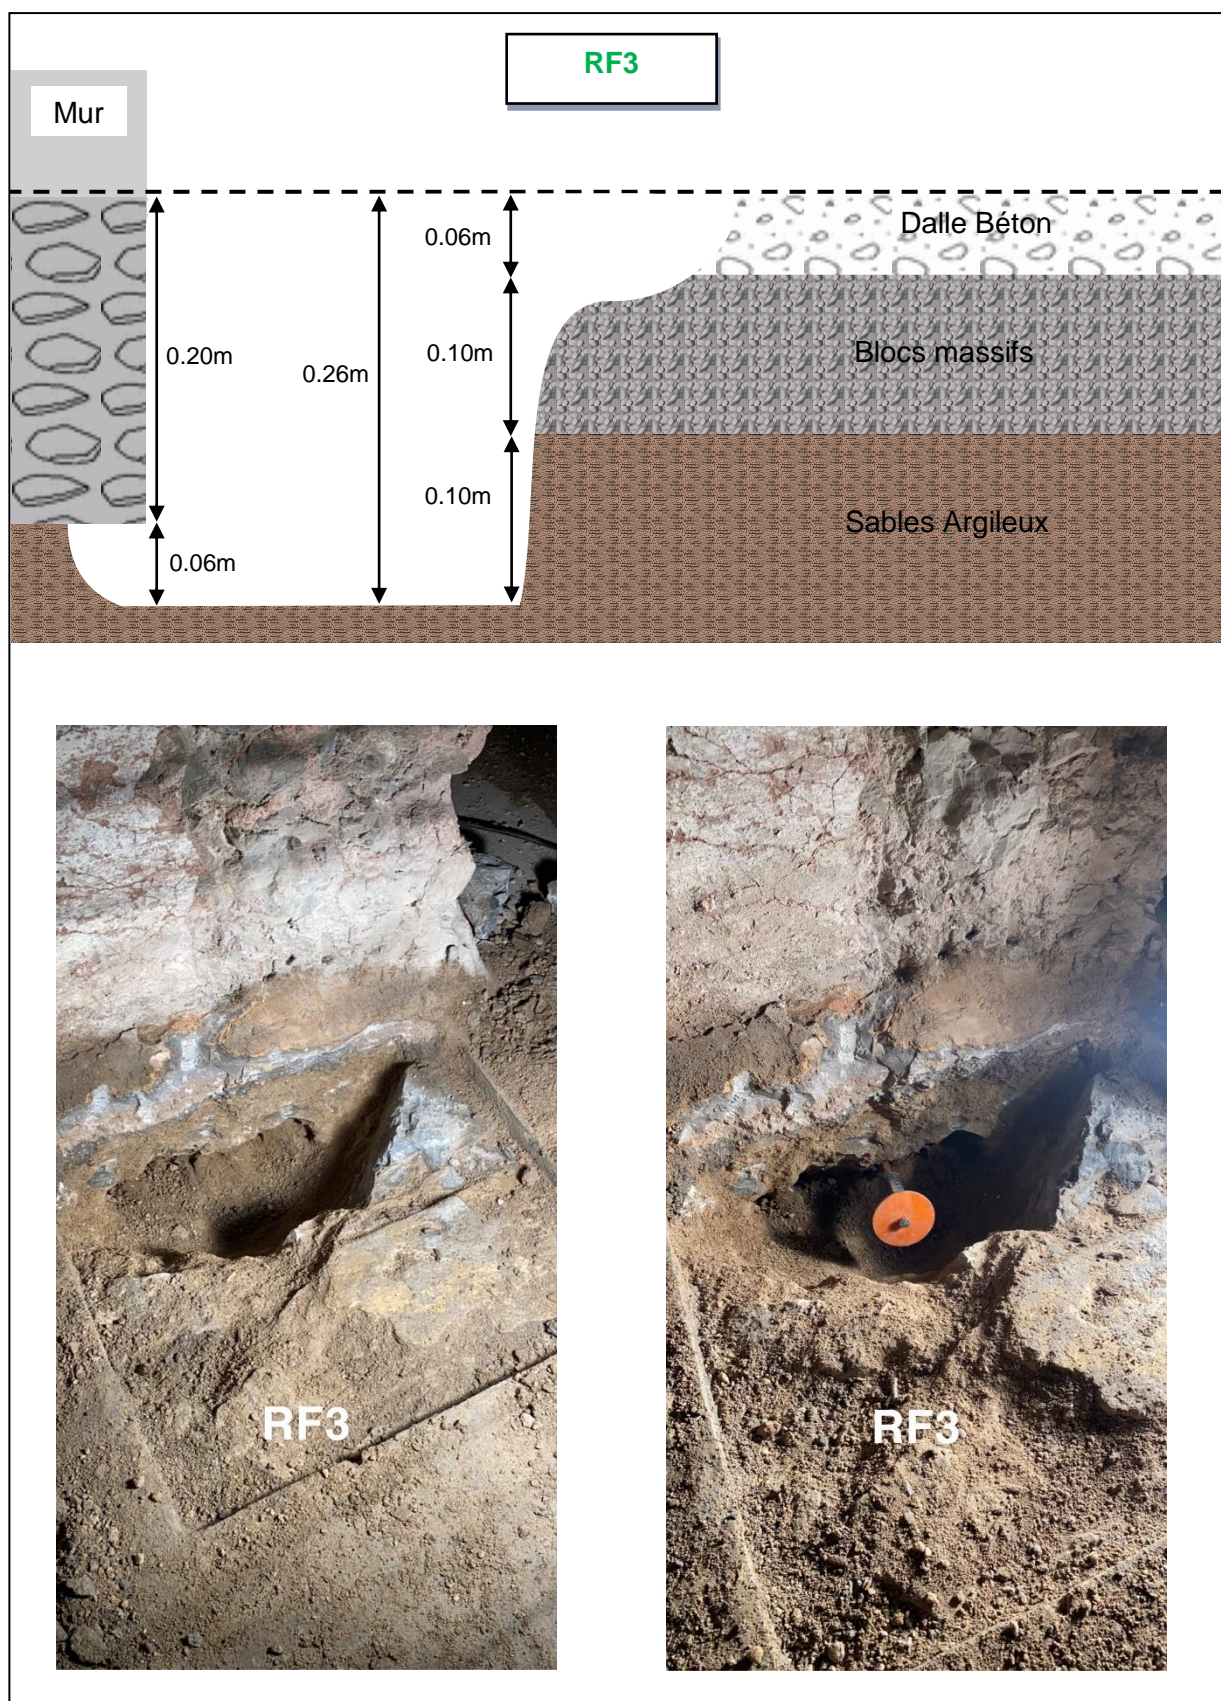 RF3
Mur
0.06m
Dalle Béton
0.20m
0.26m
0.10m
Blocs massifs
0.10m
Sables Argileux
0.06m
RF3
RF3